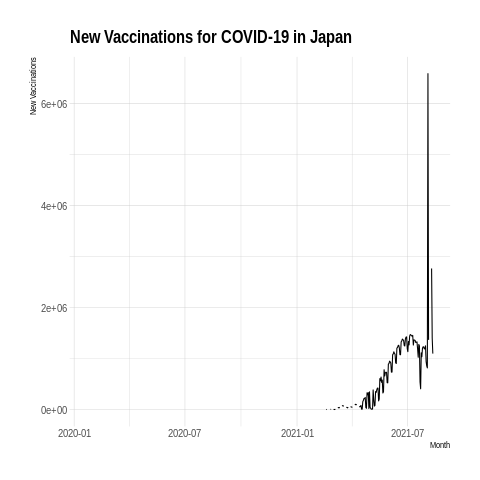 New Vaccinations for COVID-19 in Japan
New Vaccinations
6e+06
4e+06
2e+06
0e+00
2020-01
2020-07
2021-01
2021-07
Month